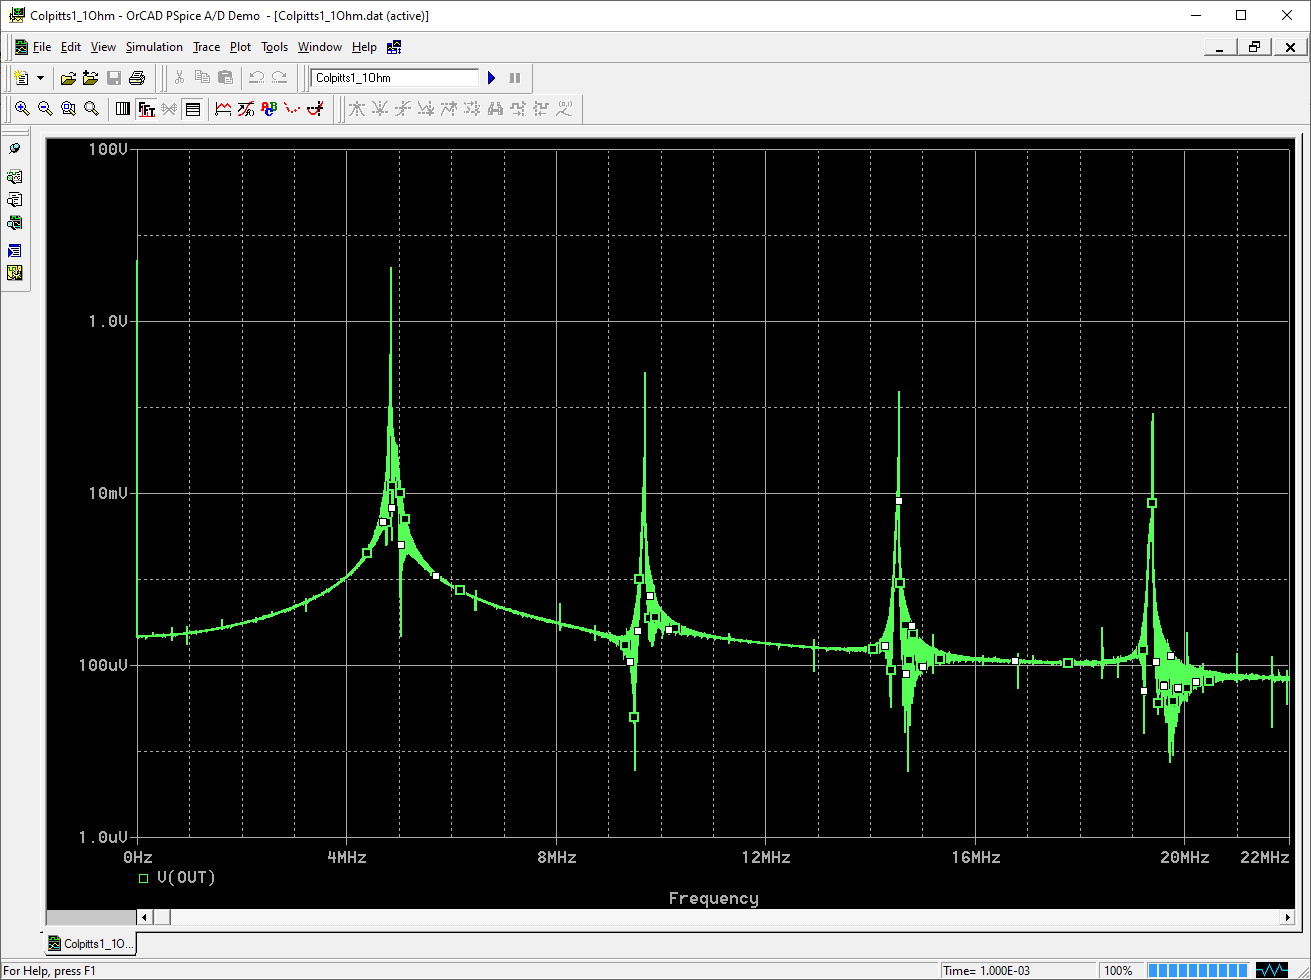 Colpitts1_1Ohm - OrCAD PSpice A/D Demo - [Colpitts1_1Ohm.dat (active)]
File Edit View Simulation Trace Plot Tools Window Help
Colpitts1_1Ohm
100V
1.0V
10mV
100uV
1.0uV
0Hz 4MHz 8MHz 12MHz 16MHz 20MHz 22MHz
V(OUT)
Frequency
Colpitts1_1O...
For Help, press F1 Time= 1.000E-03 100%